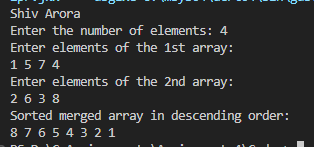 Shiv Arora
Enter the number of elements: 4
Enter elements of the 1st array:
1 5 7 4
Enter elements of the 2nd array:
2 6 3 8
Sorted merged array in descending order:
8 7 6 5 4 3 2 1